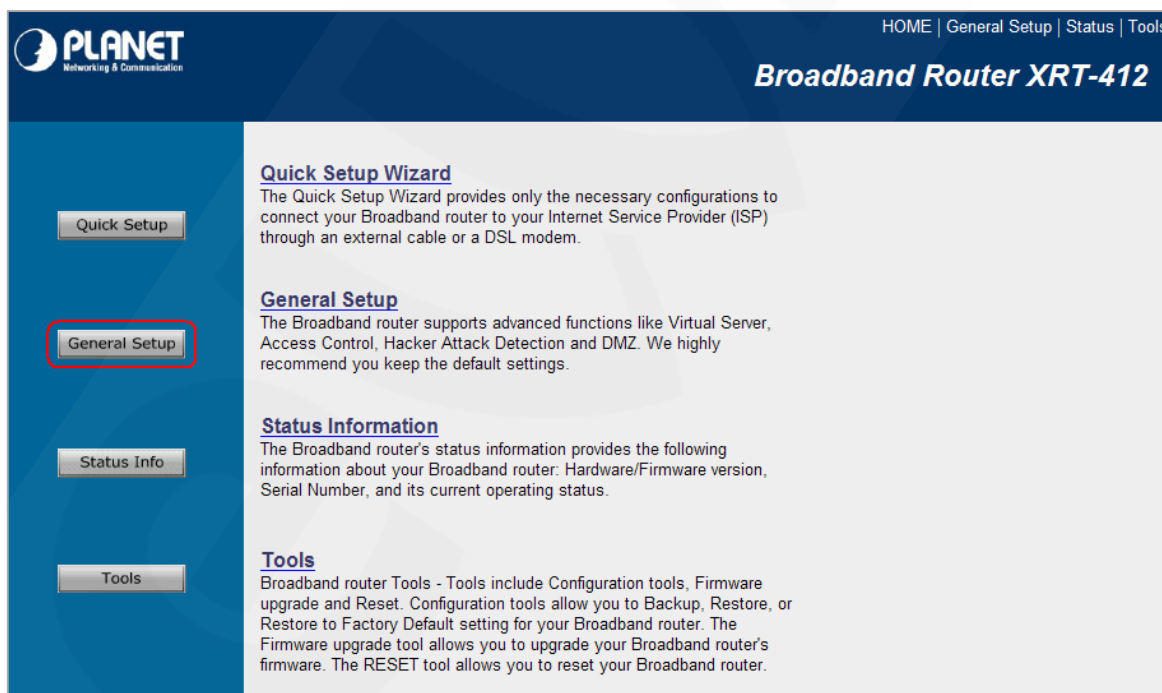 PLANET
Networking & Communication
HOME | General Setup | Status | Tools
Broadband Router XRT-412
Quick Setup
General Setup
Status Info
Tools
Quick Setup Wizard
The Quick Setup Wizard provides only the necessary configurations to
connect your Broadband router to your Internet Service Provider (ISP)
through an external cable or a DSL modem.
General Setup
The Broadband router supports advanced functions like Virtual Server,
Access Control, Hacker Attack Detection and DMZ. We highly
recommend you keep the default settings.
Status Information
The Broadband router's status information provides the following
information about your Broadband router: Hardware/Firmware version,
Serial Number, and its current operating status.
Tools
Broadband router Tools - Tools include Configuration tools, Firmware
upgrade and Reset. Configuration tools allow you to Backup, Restore, or
Restore to Factory Default setting for your Broadband router. The
Firmware upgrade tool allows you to upgrade your Broadband router's
firmware. The RESET tool allows you to reset your Broadband router.